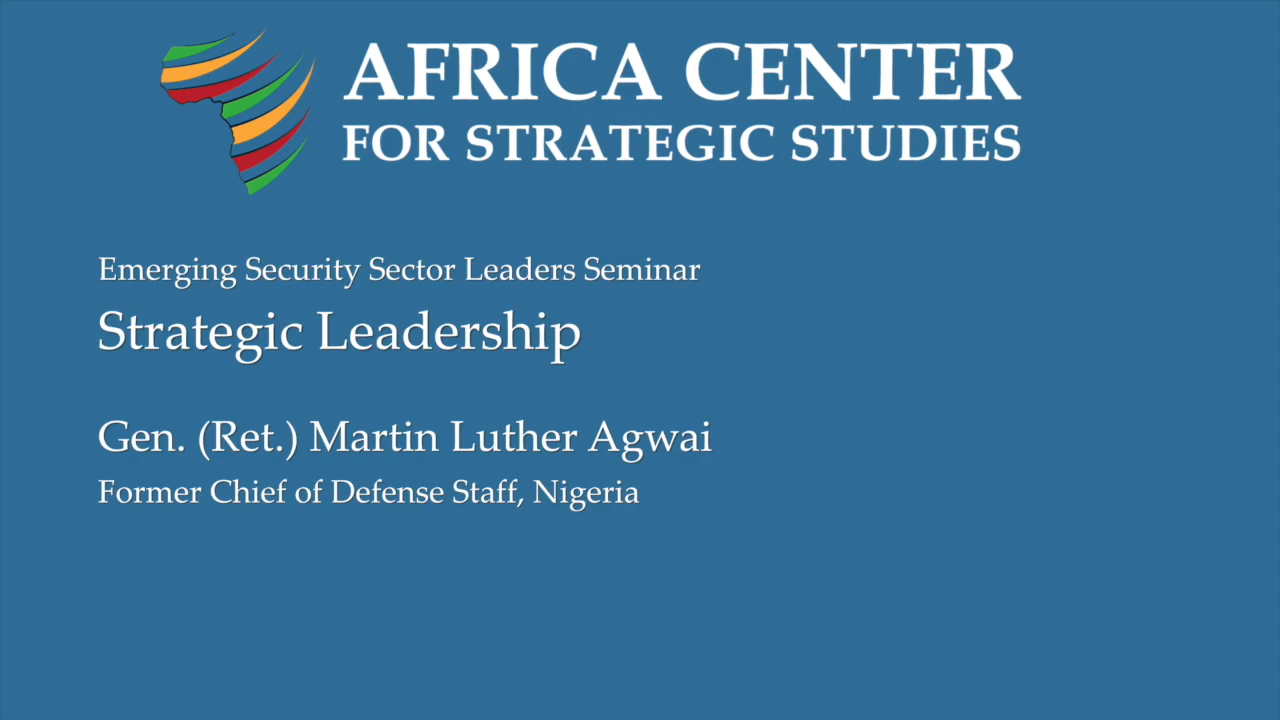 AFRICA CENTER
FOR STRATEGIC STUDIES
Emerging Security Sector Leaders Seminar
Strategic Leadership
Gen. (Ret.) Martin Luther Agwai
Former Chief of Defense Staff, Nigeria